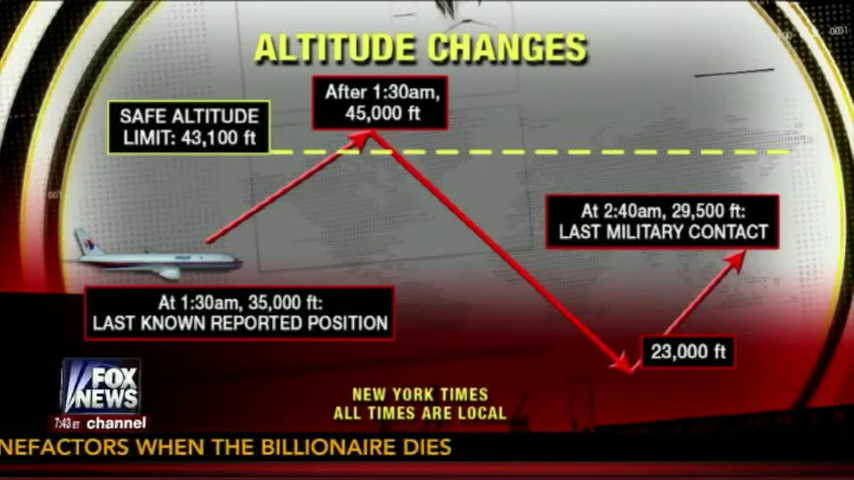 ALTITUDE CHANGES
After 1:30am,
45,000 ft
SAFE ALTITUDE
LIMIT: 43,100 ft
At 2:40am, 29,500 ft:
LAST MILITARY CONTACT
At 1:30am, 35,000 ft:
LAST KNOWN REPORTED POSITION
23,000 ft
NEW YORK TIMES
ALL TIMES ARE LOCAL
FOX
NEWS
7:43 ET channel
NEFACTORS WHEN THE BILLIONAIRE DIES